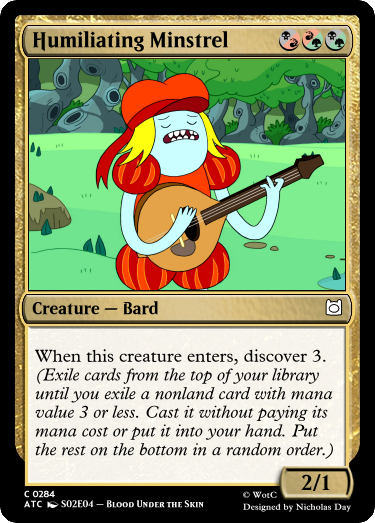 Humiliating Minstrel
Creature — Bard
When this creature enters, discover 3.
(Exile cards from the top of your library
until you exile a nonland card with mana
value 3 or less. Cast it without paying its
mana cost or put it into your hand. Put
the rest on the bottom in a random order.)
2/1
C 0284
ATC S02E04 – Blood Under the Skin
© WotC
Designed by Nicholas Day